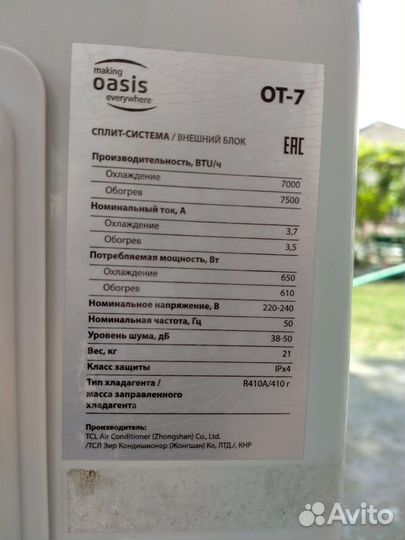 making
oasis
everywhere
OT-7
СПЛИТ-СИСТЕМА / ВНЕШНИЙ БЛОК
EAC
Производительность, BTU/ч
Охлаждение 7000
Обогрев 7500
Номинальный ток, А
Охлаждение 3,7
Обогрев 3,5
Потребляемая мощность, Вт
Охлаждение 650
Обогрев 610
Номинальное напряжение, В 220-240
Номинальная частота, Гц 50
Уровень шума, дБ 38-50
Вес, кг 21
Класс защиты IPx4
Тип хладагента / R410A/410 г
масса заправленного
хладагента
Производитель:
TCL Air Conditioner (Zhongshan) Co., Ltd.
/ТСЛ Эир Кондишионер (Жонгшан) Ко, ЛТД./, КНР
Avito